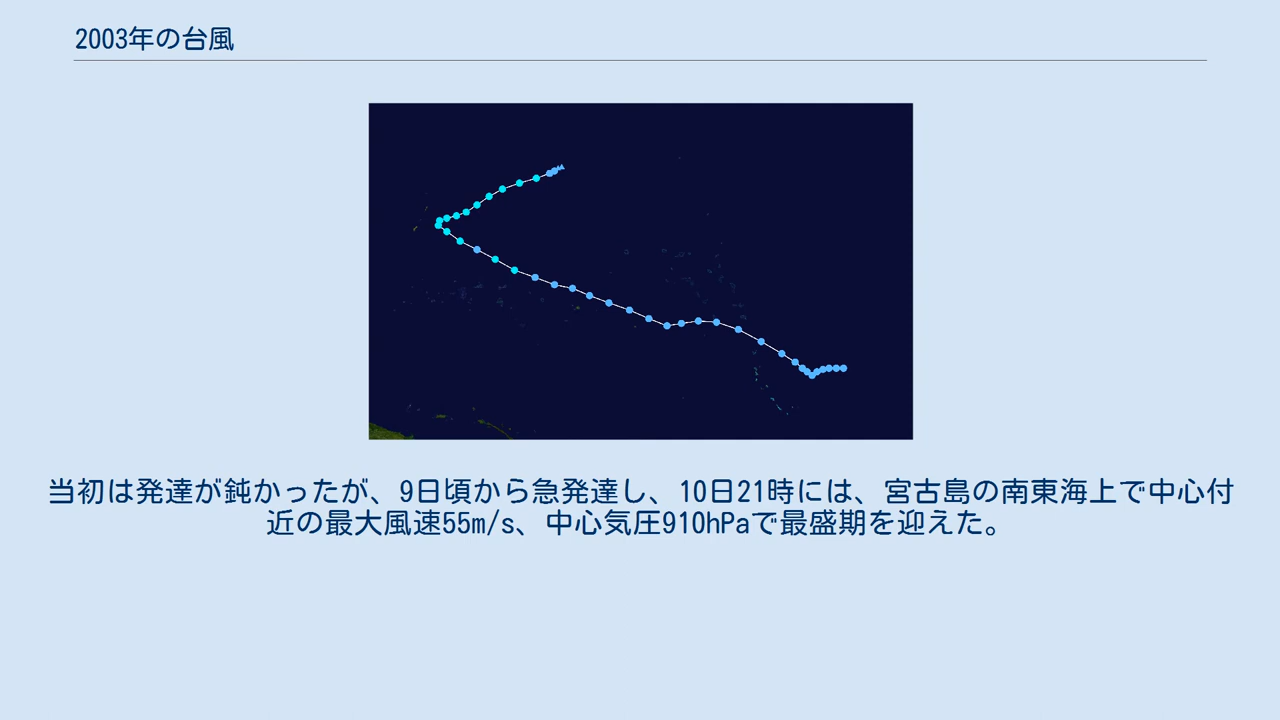 2003年の台風
当初は発達が鈍かったが、9日頃から急発達し、10日21時には、宮古島の南東海上で中心付
近の最大風速55m/s、中心気圧910hPaで最盛期を迎えた。